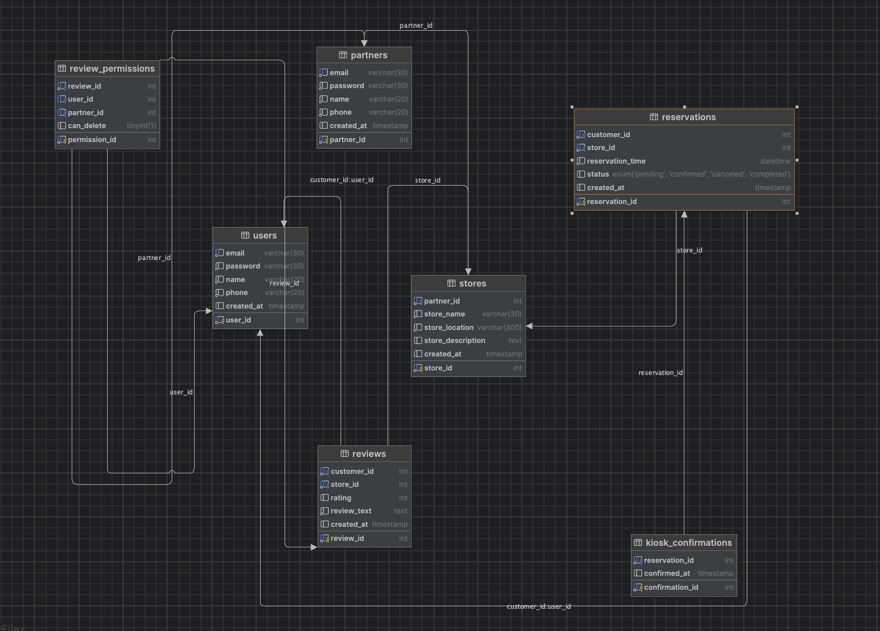 partner_id
review_permissions
review_id int
user_id int
partner_id int
can_delete tinyint(1)
permission_id int
partners
email varchar(30)
password varchar(30)
name varchar(20)
phone varchar(20)
created_at timestamp
partner_id int
reservations
customer_id int
store_id int
reservation_time datetime
status enum('pending', 'confirmed', 'canceled', 'completed')
created_at timestamp
reservation_id int
customer_id:user_id
store_id
partner_id
users
email varchar(30)
password varchar(30)
name varchar(20)
review_id
phone varchar(20)
created_at timestamp
user_id int
store_id
stores
partner_id int
store_name varchar(30)
store_location varchar(300)
store_description text
created_at timestamp
store_id int
reservation_id
user_id
reviews
customer_id int
store_id int
rating int
review_text text
created_at timestamp
review_id int
kiosk_confirmations
reservation_id int
confirmed_at timestamp
confirmation_id int
customer_id:user_id